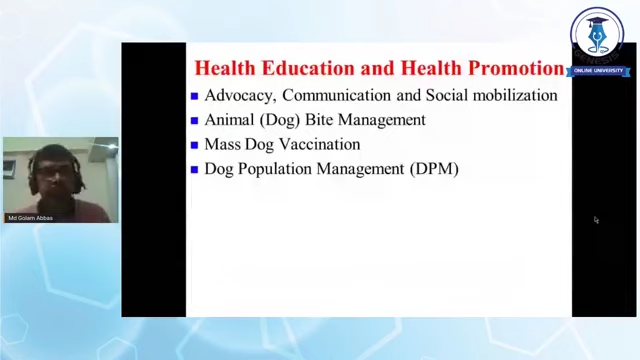 GENESIS
ONLINE UNIVERSITY
Health Education and Health Promotion
Advocacy, Communication and Social mobilization
Animal (Dog) Bite Management
Mass Dog Vaccination
Dog Population Management (DPM)
Md Golam Abbas